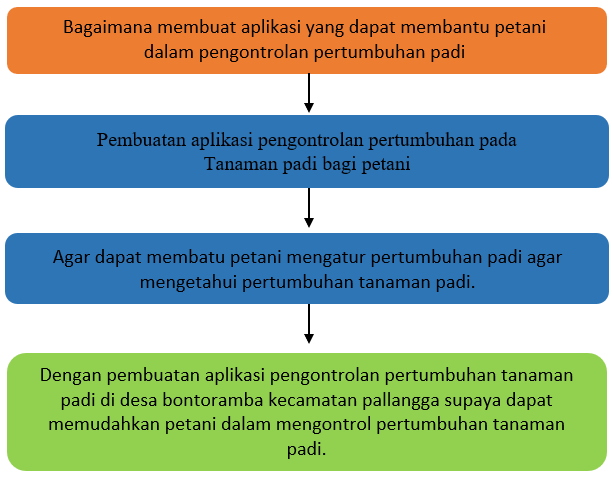 Bagaimana membuat aplikasi yang dapat membantu petani
dalam pengontrolan pertumbuhan padi
Pembuatan aplikasi pengontrolan pertumbuhan pada
Tanaman padi bagi petani
Agar dapat membatu petani mengatur pertumbuhan padi agar
mengetahui pertumbuhan tanaman padi.
Dengan pembuatan aplikasi pengontrolan pertumbuhan tanaman
padi di desa bontoramba kecamatan pallangga supaya dapat
memudahkan petani dalam mengontrol pertumbuhan tanaman
padi.